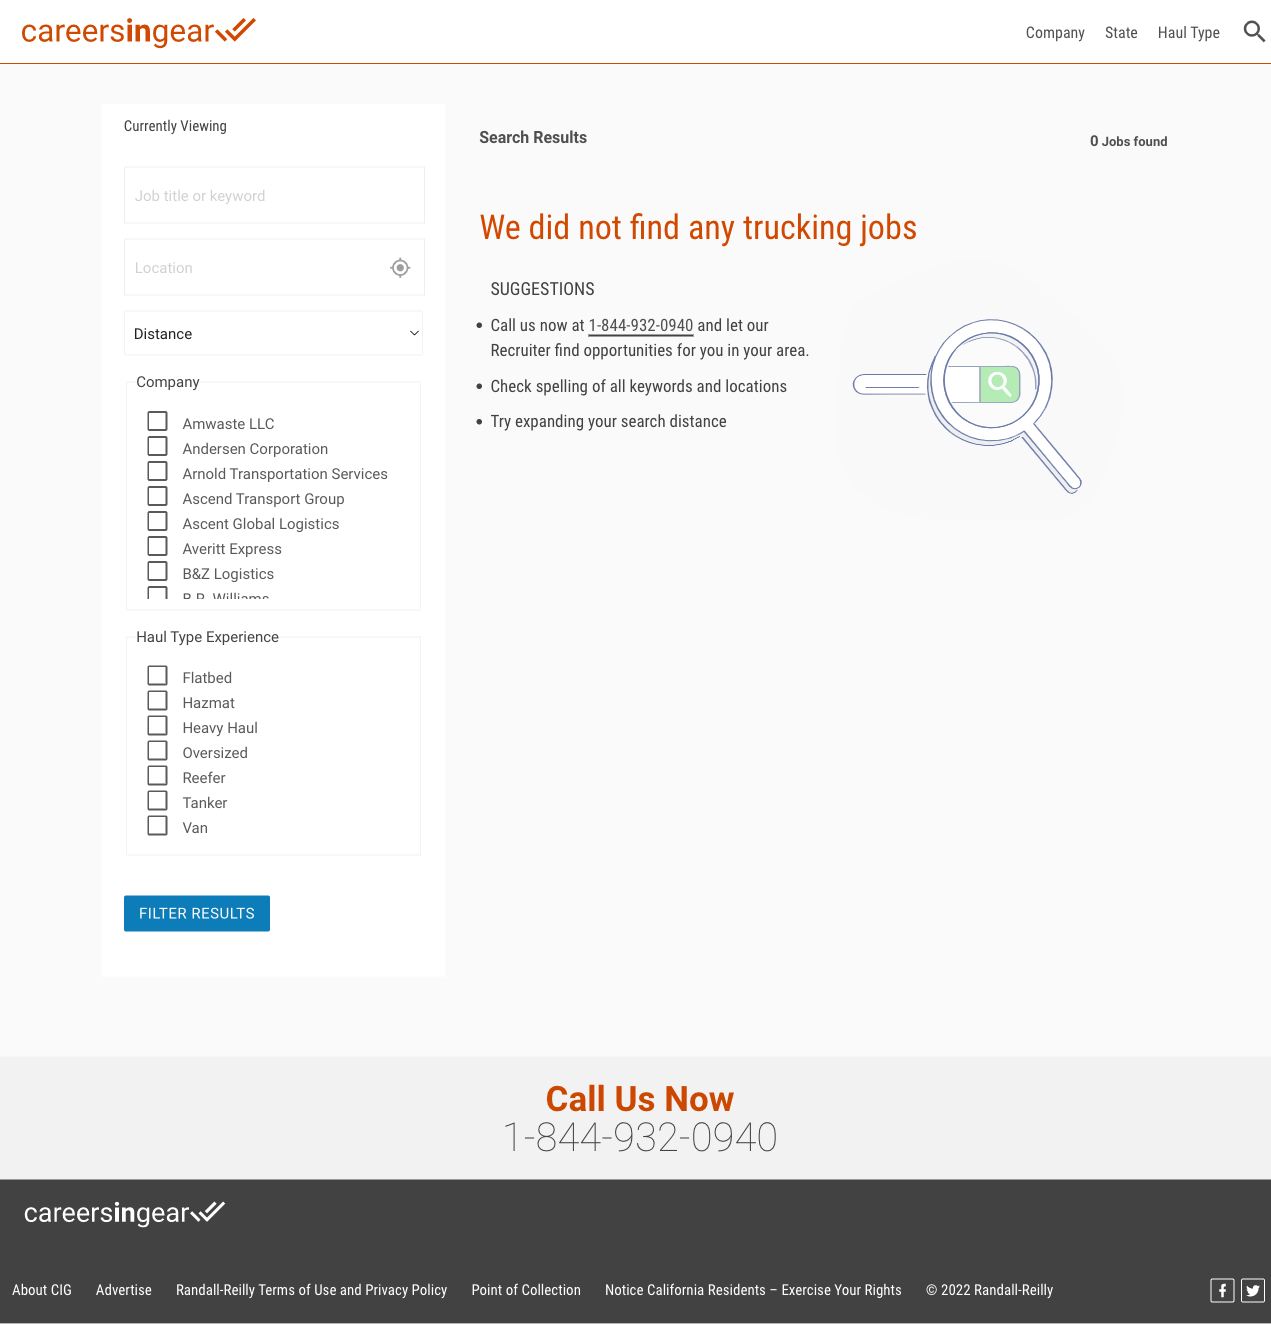 careersingear
Company State Haul Type
Currently Viewing
Job title or keyword
Location
Distance
Company
Amwaste LLC
Andersen Corporation
Arnold Transportation Services
Ascend Transport Group
Ascent Global Logistics
Averitt Express
B&Z Logistics
B.R. Williams
Haul Type Experience
Flatbed
Hazmat
Heavy Haul
Oversized
Reefer
Tanker
Van
FILTER RESULTS
Search Results
0 Jobs found
We did not find any trucking jobs
SUGGESTIONS
Call us now at 1-844-932-0940 and let our
Recruiter find opportunities for you in your area.
Check spelling of all keywords and locations
Try expanding your search distance
Call Us Now
1-844-932-0940
careersingear
About CIG Advertise Randall-Reilly Terms of Use and Privacy Policy Point of Collection Notice California Residents – Exercise Your Rights © 2022 Randall-Reilly